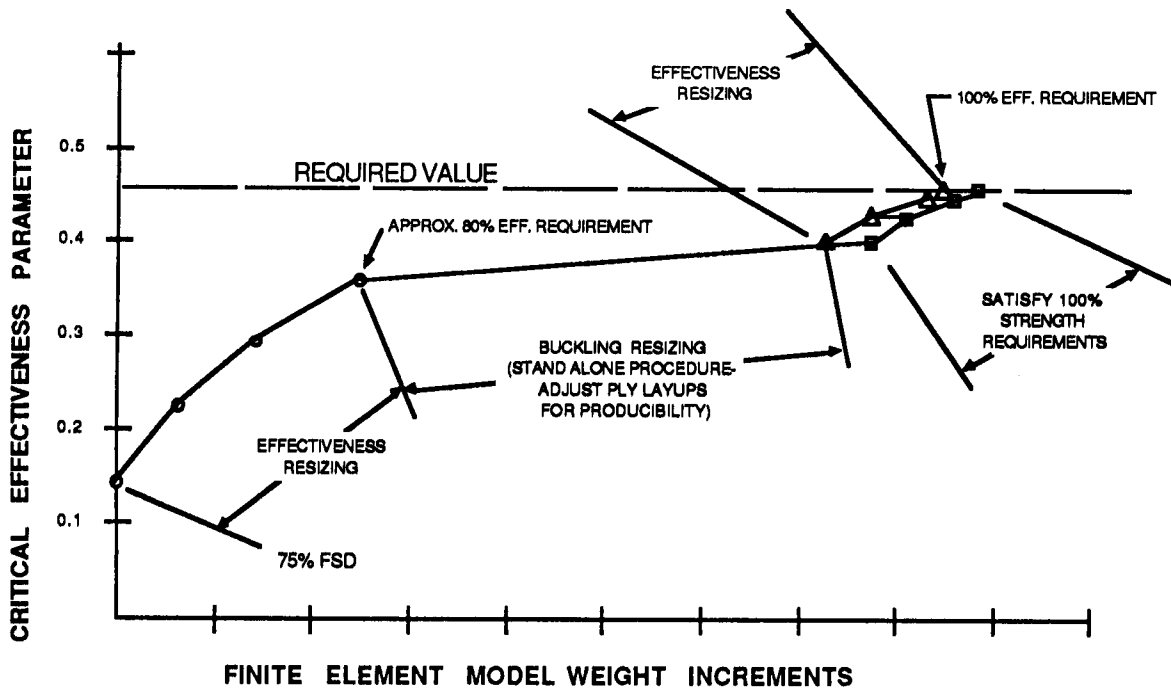 EFFECTIVENESS
RESIZING
100% EFF. REQUIREMENT
0.5
REQUIRED VALUE
APPROX. 80% EFF. REQUIREMENT
0.4
CRITICAL EFFECTIVENESS PARAMETER
0.3
SATISFY 100%
STRENGTH
REQUIREMENTS
BUCKLING RESIZING
(STAND ALONE PROCEDURE-
ADJUST PLY LAYUPS
FOR PRODUCIBILITY)
0.2
EFFECTIVENESS
RESIZING
0.1
75% FSD
FINITE ELEMENT MODEL WEIGHT INCREMENTS